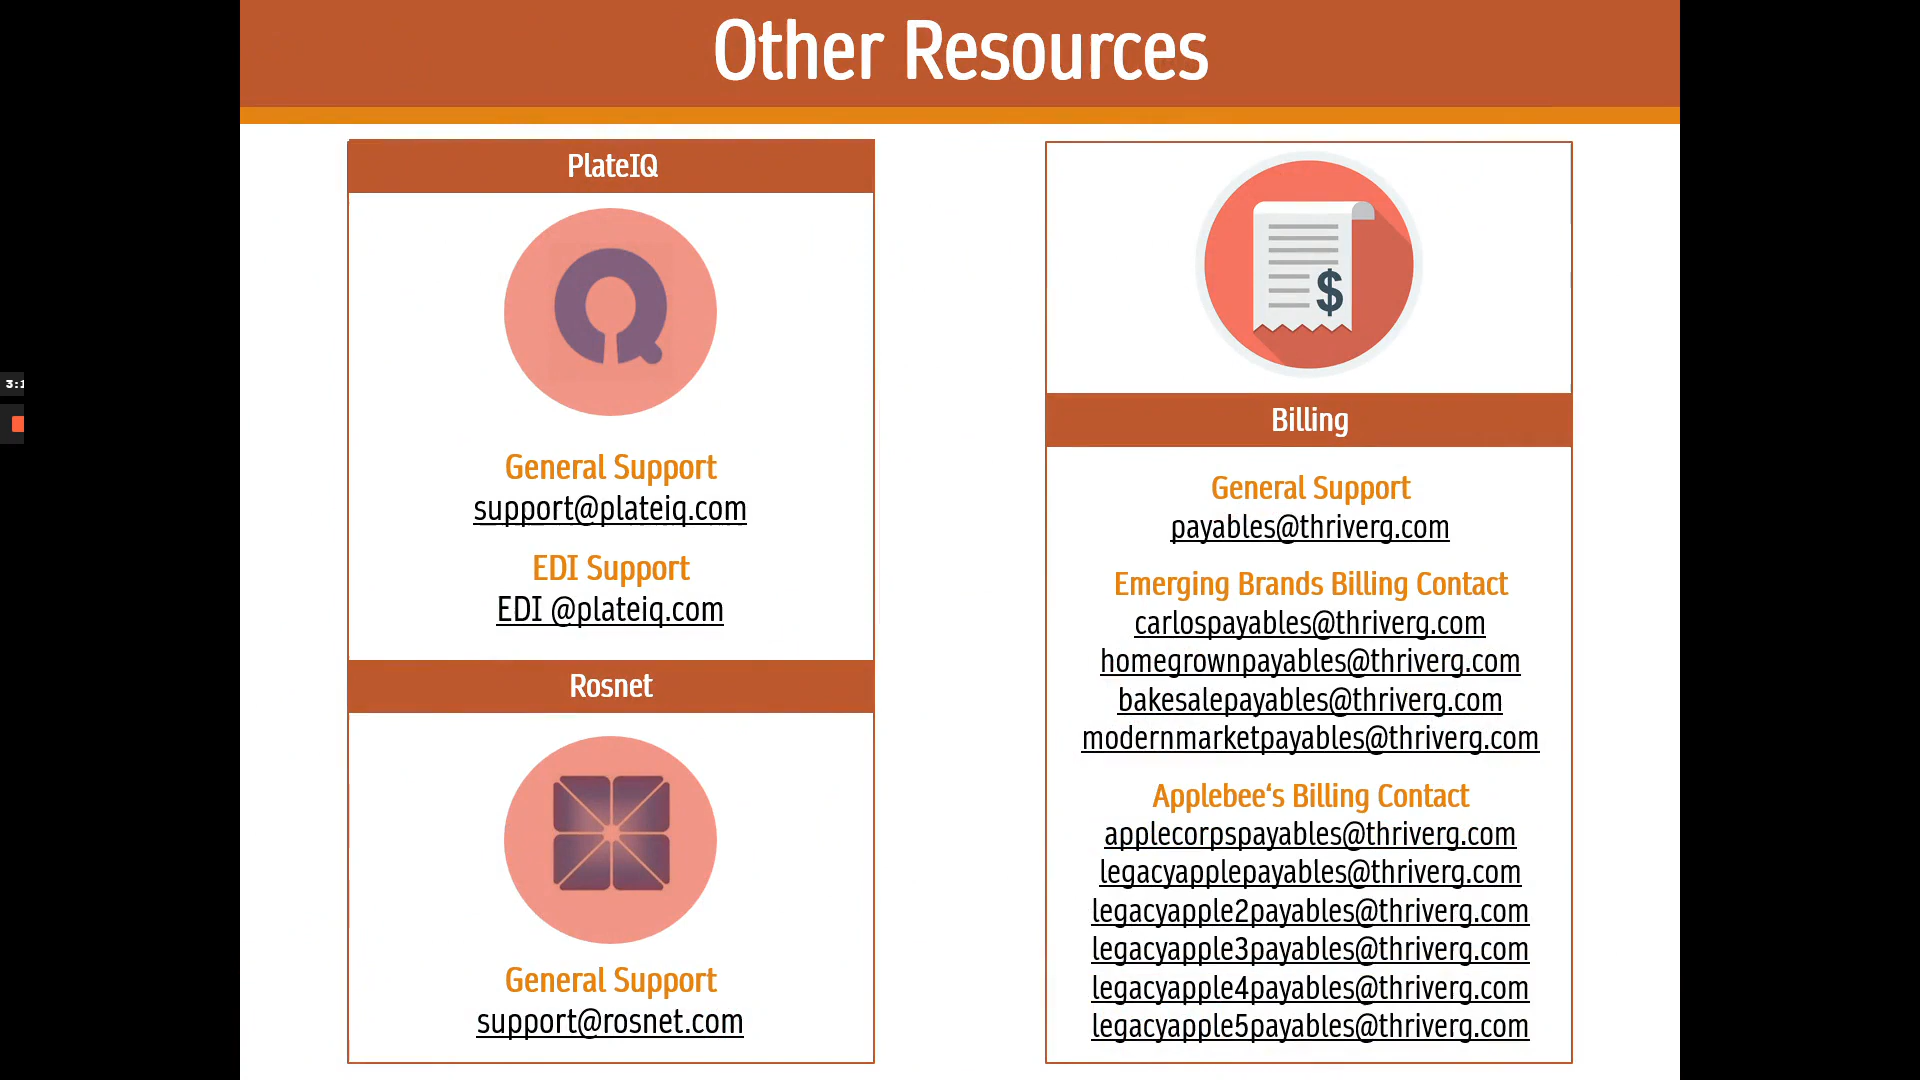 Other Resources
PlateIQ
General Support
support@plateiq.com
EDI Support
EDI @plateiq.com
Rosnet
General Support
support@rosnet.com
$
Billing
General Support
payables@thriverg.com
Emerging Brands Billing Contact
carlospayables@thriverg.com
homegrownpayables@thriverg.com
bakesalepayables@thriverg.com
modernmarketpayables@thriverg.com
Applebee‘s Billing Contact
applecorpspayables@thriverg.com
legacyapplepayables@thriverg.com
legacyapple2payables@thriverg.com
legacyapple3payables@thriverg.com
legacyapple4payables@thriverg.com
legacyapple5payables@thriverg.com